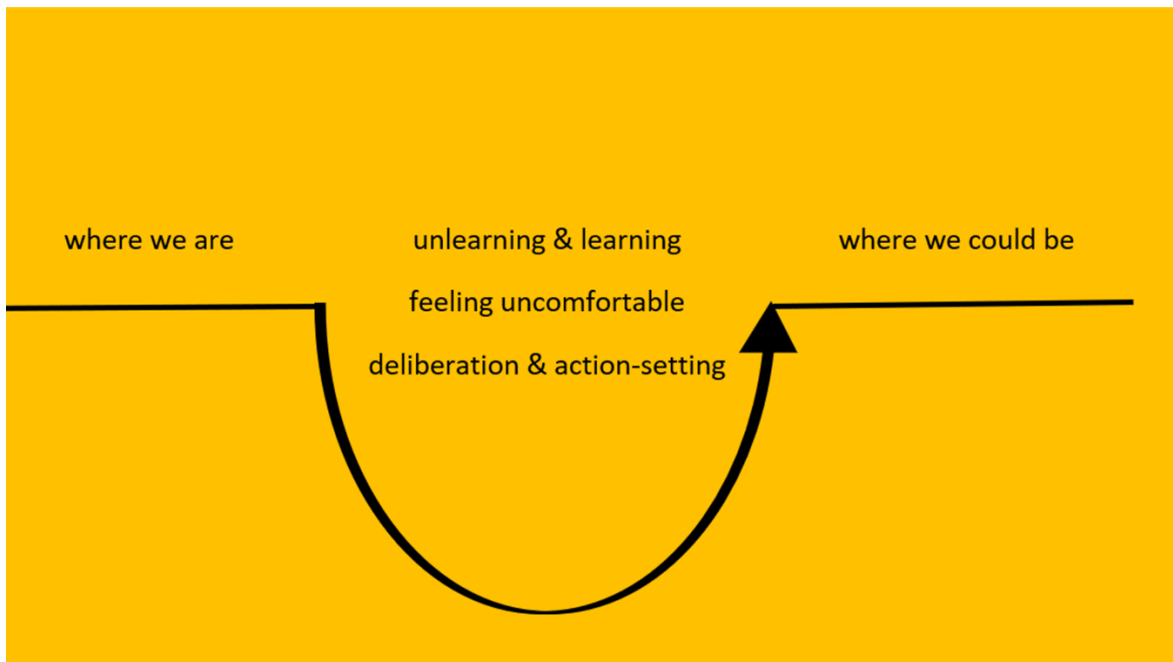 where we are
unlearning & learning
where we could be
feeling uncomfortable
deliberation & action-setting